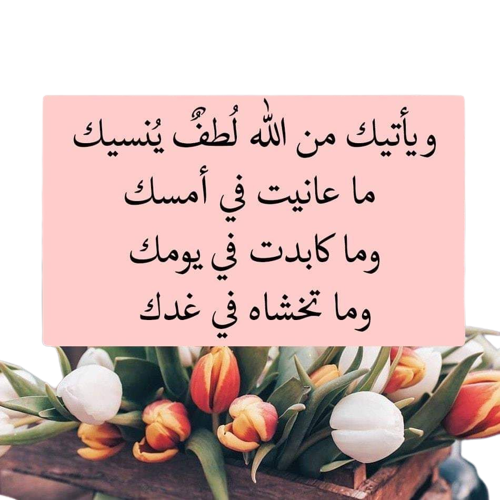 ويأتيك من الله لُطفٌ يُنسيك
ما عانيت في أمسك
وما كابدت في يومك
وما تخشاه في غدك